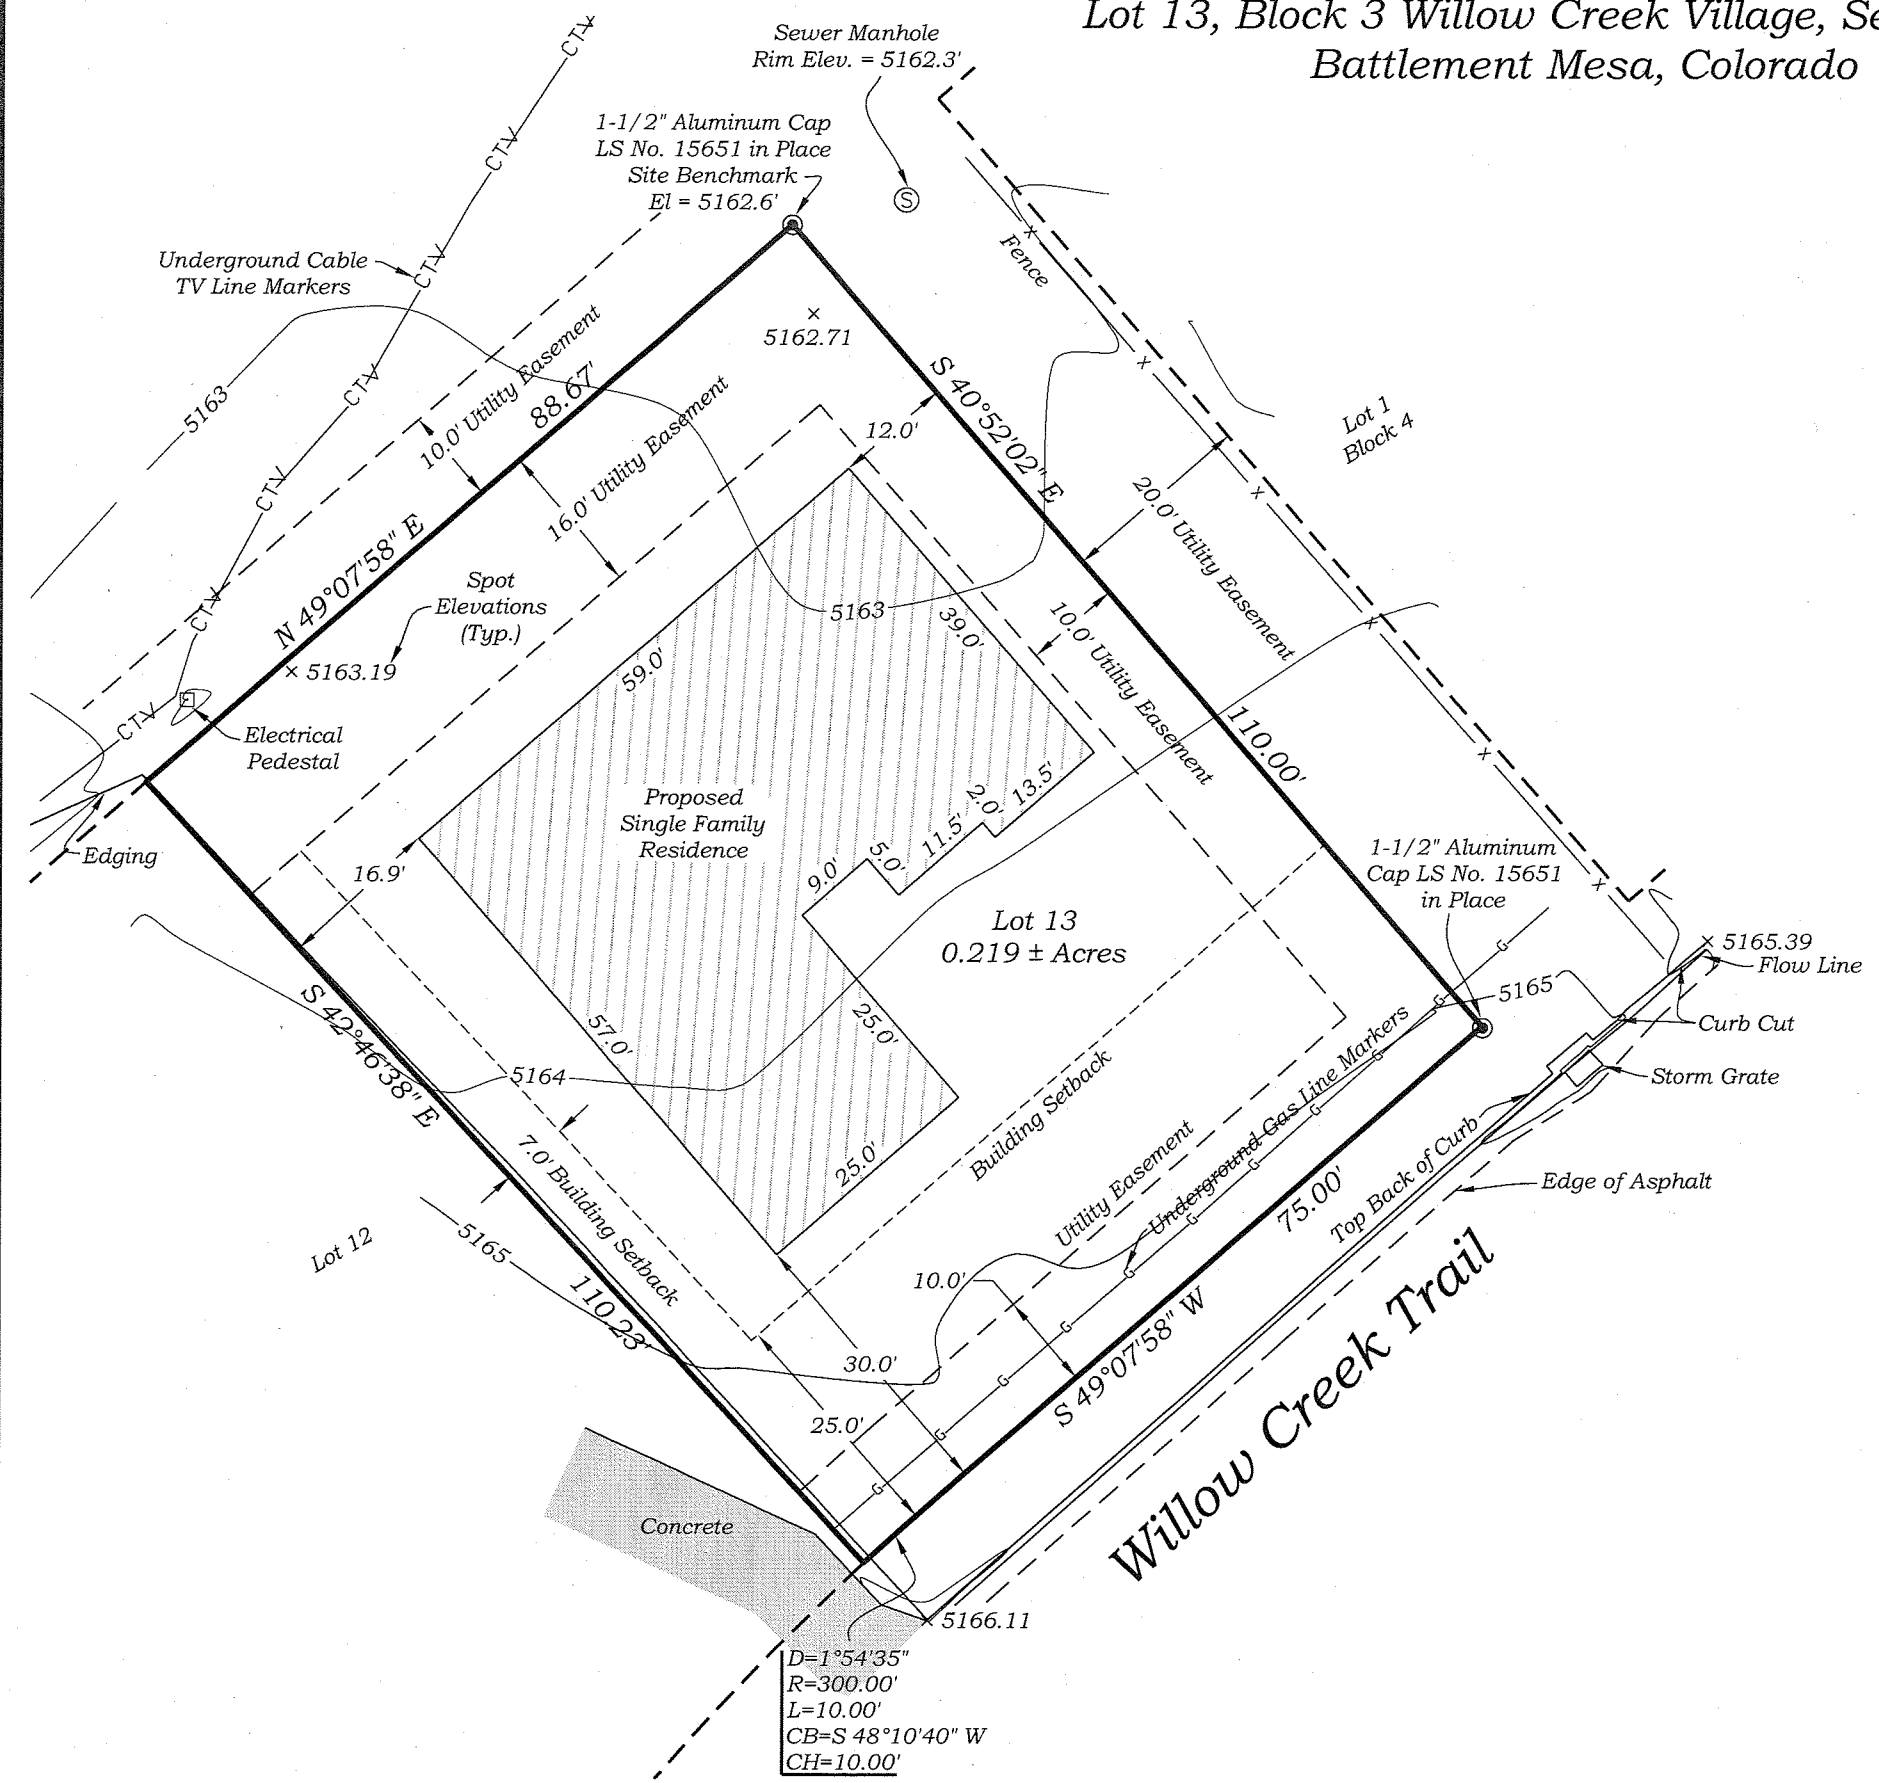 Lot 13, Block 3 Willow Creek Village, Se
Battlement Mesa, Colorado
Sewer Manhole
Rim Elev. = 5162.3'
1-1/2" Aluminum Cap
LS No. 15651 in Place
Site Benchmark
El = 5162.6'
S
CTV
CTV
CTV
CTV
CTV
CTV
CTV
Underground Cable
TV Line Markers
Fence
x
x
x
x
x
x
x
5162.71
5163
10.0' Utility Easement
88.67'
16.0' Utility Easement
12.0'
S 40°52'02" E
Lot 1
Block 4
20.0' Utility Easement
N 49°07'58" E
Spot
Elevations
(Typ.)
5163.19
5163
39.0'
10.0' Utility Easement
59.0'
110.00'
Electrical
Pedestal
Edging
Proposed
Single Family
Residence
9.0'
5.0'
11.5'
2.0'
13.5'
16.9'
1-1/2" Aluminum
Cap LS No. 15651
in Place
Lot 13
0.219 ± Acres
5165.39
Flow Line
5165
Curb Cut
Storm Grate
S 42°46'38" E
57.0'
25.0'
5164
25.0'
7.0' Building Setback
Building Setback
Utility Easement
Underground Gas Line Markers
G
G
G
G
G
G
G
G
G
G
G
75.00'
Top Back of Curb
Edge of Asphalt
Lot 12
5165
110.23'
10.0'
30.0'
25.0'
S 49°07'58" W
Willow Creek Trail
Concrete
5166.11
D=1°54'35"
R=300.00'
L=10.00'
CB=S 48°10'40" W
CH=10.00'